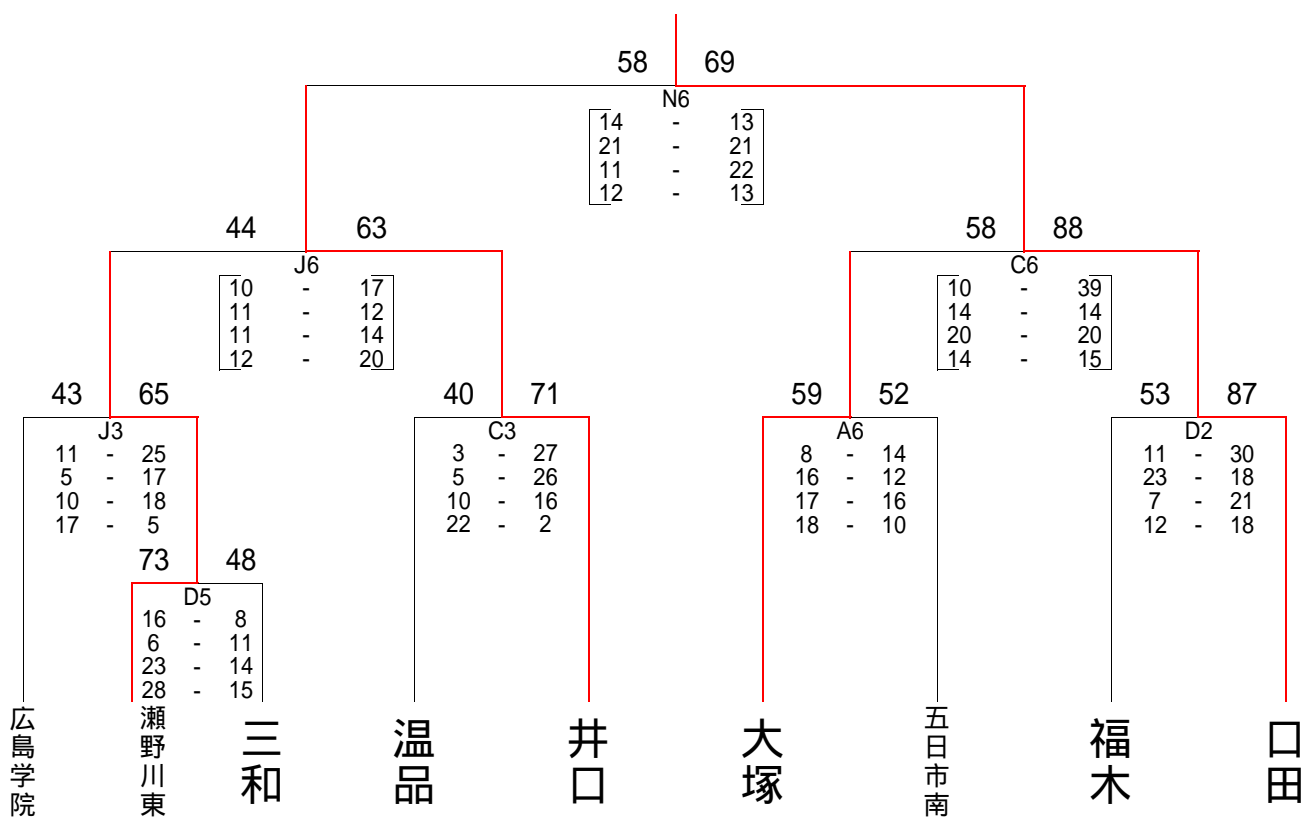 58 69
N6
14 - 13
21 - 21
11 - 22
12 - 13
44 63
J6
10 - 17
11 - 12
11 - 14
12 - 20
58 88
C6
10 - 39
14 - 14
20 - 20
14 - 15
43 65
J3
11 - 25
5 - 17
10 - 18
17 - 5
40 71
C3
3 - 27
5 - 26
10 - 16
22 - 2
59 52
A6
8 - 14
16 - 12
17 - 16
18 - 10
53 87
D2
11 - 30
23 - 18
7 - 21
12 - 18
73 48
D5
16 - 8
6 - 11
23 - 14
28 - 15
広島学院
瀬野川東
三和
温品
井口
大塚
五日市南
福木
口田